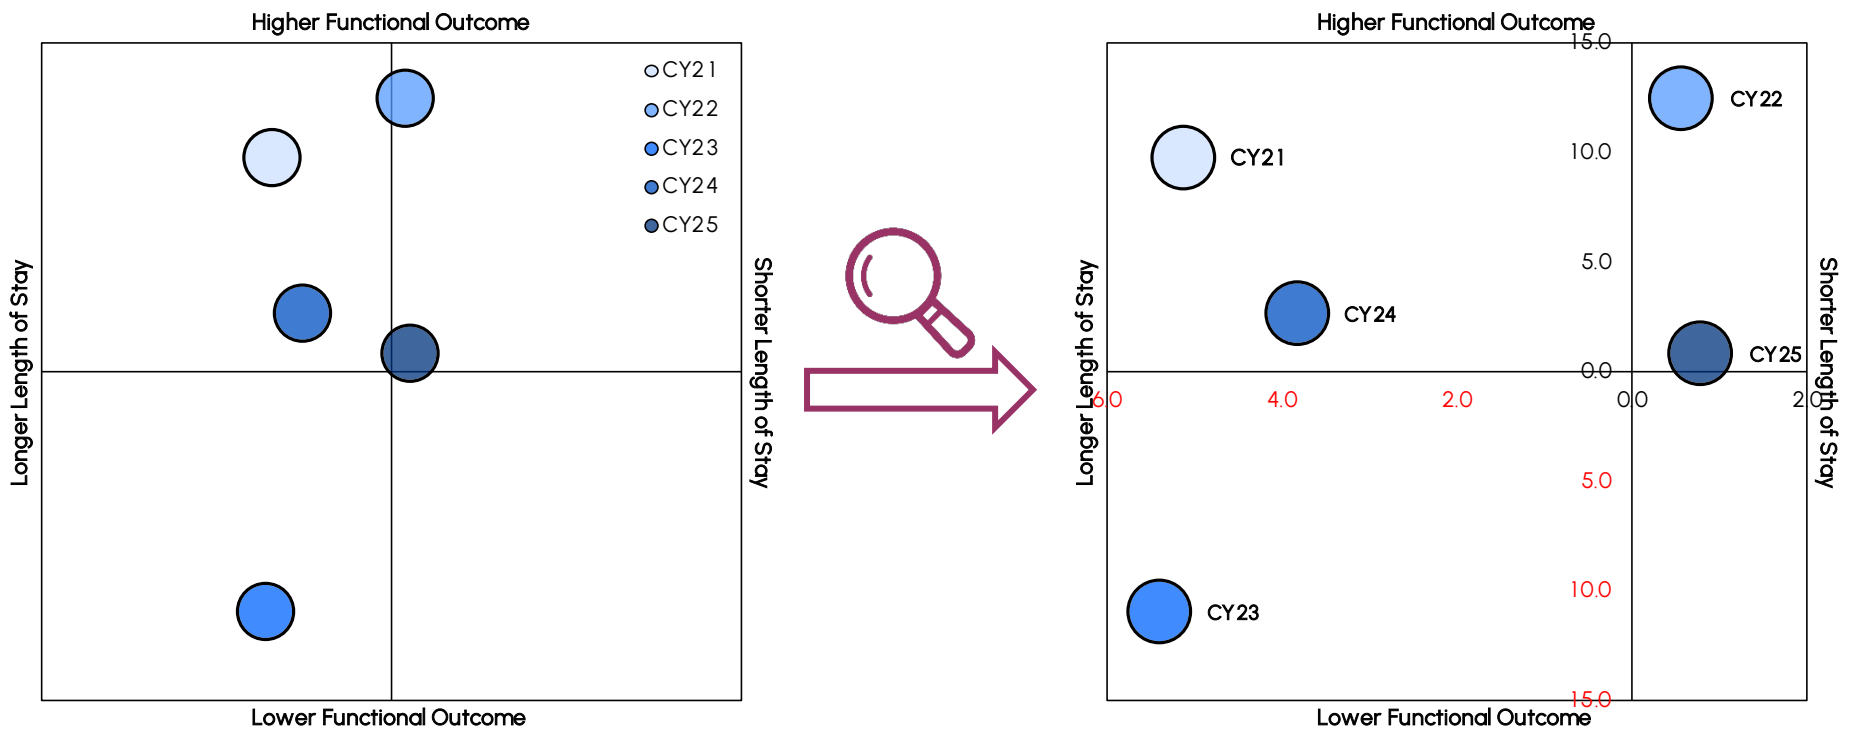 Higher Functional Outcome
CY21
CY22
CY23
CY24
CY25
Longer Length of Stay
Shorter Length of Stay
Lower Functional Outcome
Higher Functional Outcome
15.0
CY22
10.0
CY21
5.0
CY24
CY25
0.0
Longer Length of Stay
Shorter Length of Stay
6.0 4.0 2.0 0.0 2.0
5.0
10.0
CY23
15.0
Lower Functional Outcome